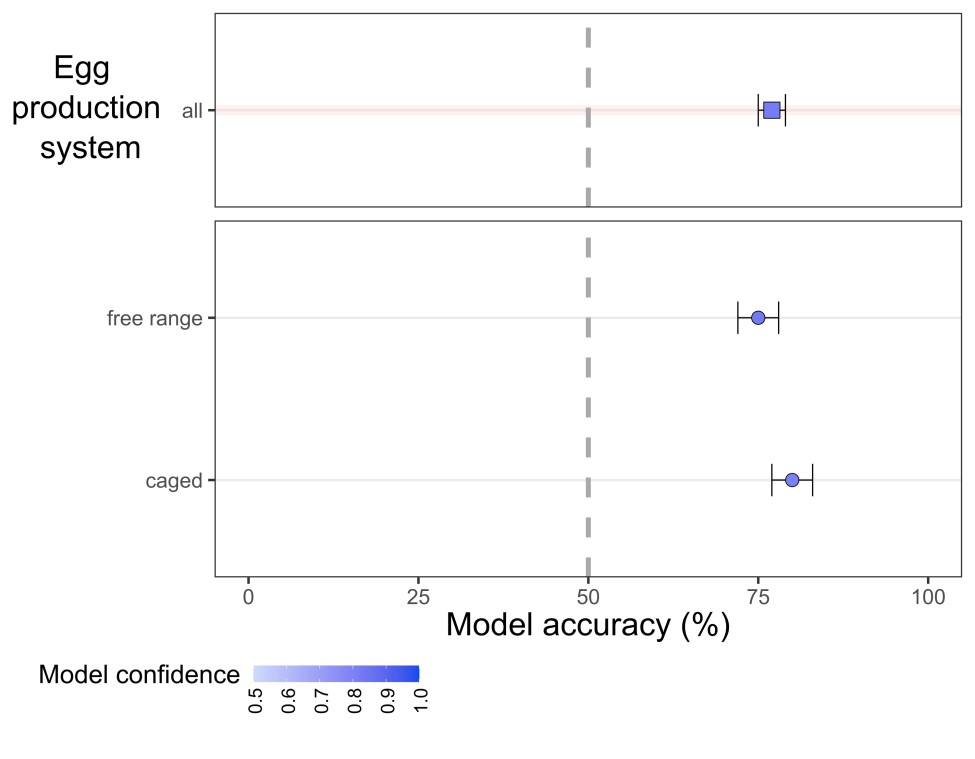 Egg
production
system
all
free range
caged
0 25 50 75 100
Model accuracy (%)
Model confidence
0.5 0.6 0.7 0.8 0.9 1.0